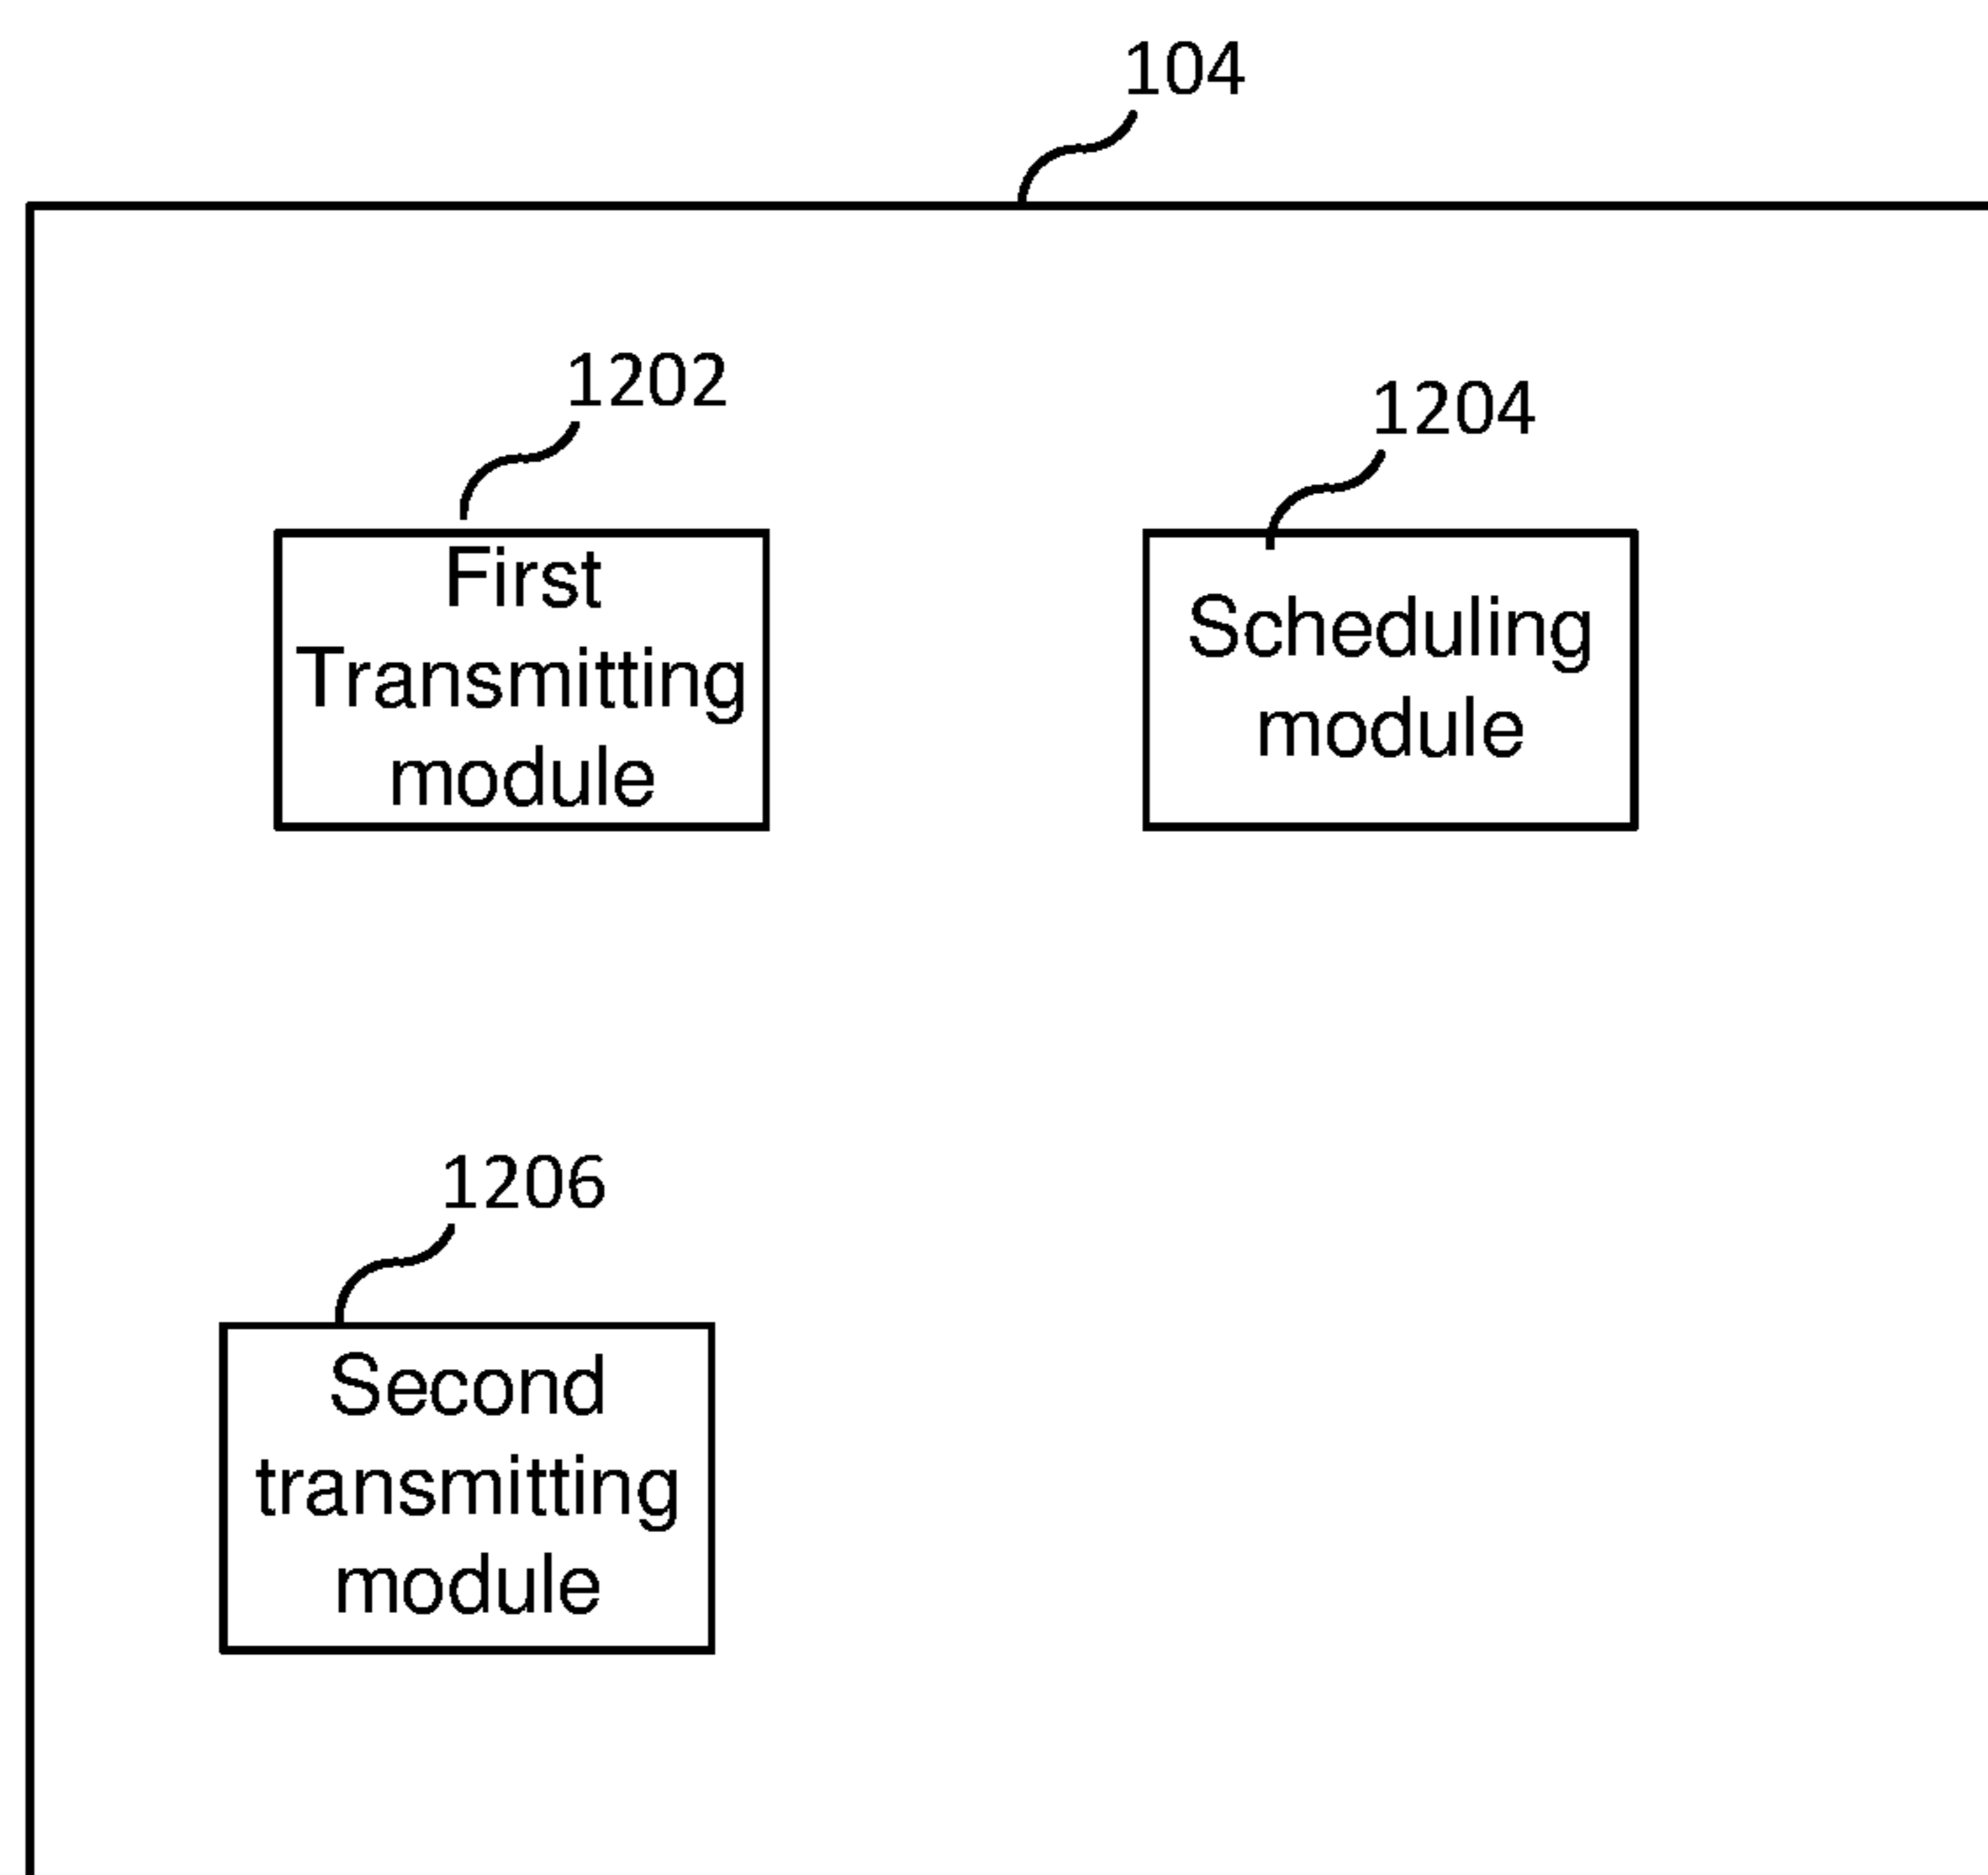 104
1202
1204
First
Transmitting
module
Scheduling
module
1206
Second
transmitting
module